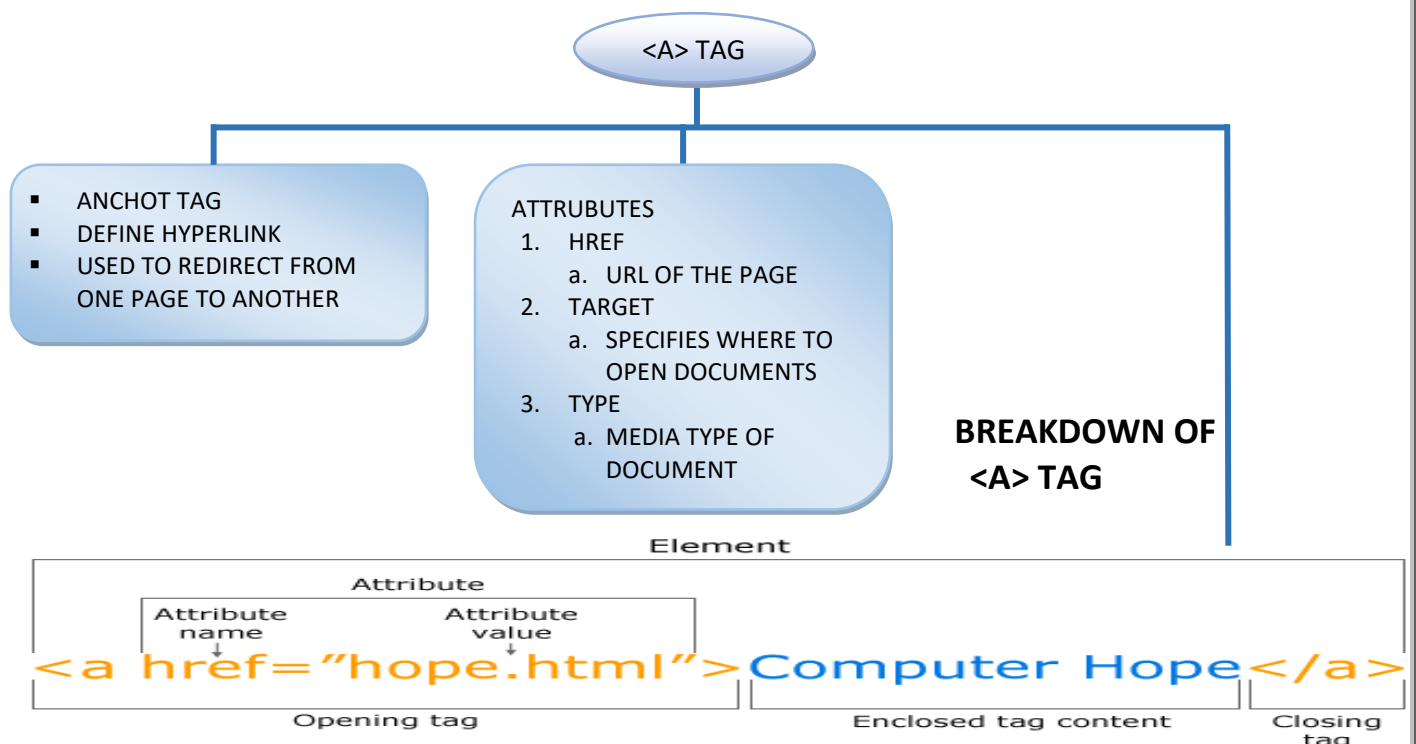 <A> TAG
▪ ANCHOT TAG
▪ DEFINE HYPERLINK
▪ USED TO REDIRECT FROM
ONE PAGE TO ANOTHER
ATTRUBUTES
1. HREF
a. URL OF THE PAGE
2. TARGET
a. SPECIFIES WHERE TO
OPEN DOCUMENTS
3. TYPE
a. MEDIA TYPE OF
DOCUMENT
BREAKDOWN OF
<A> TAG
Element
Attribute
Attribute
name
Attribute
value
<a href="hope.html">Computer Hope</a>
Opening tag
Enclosed tag content
Closing
tag